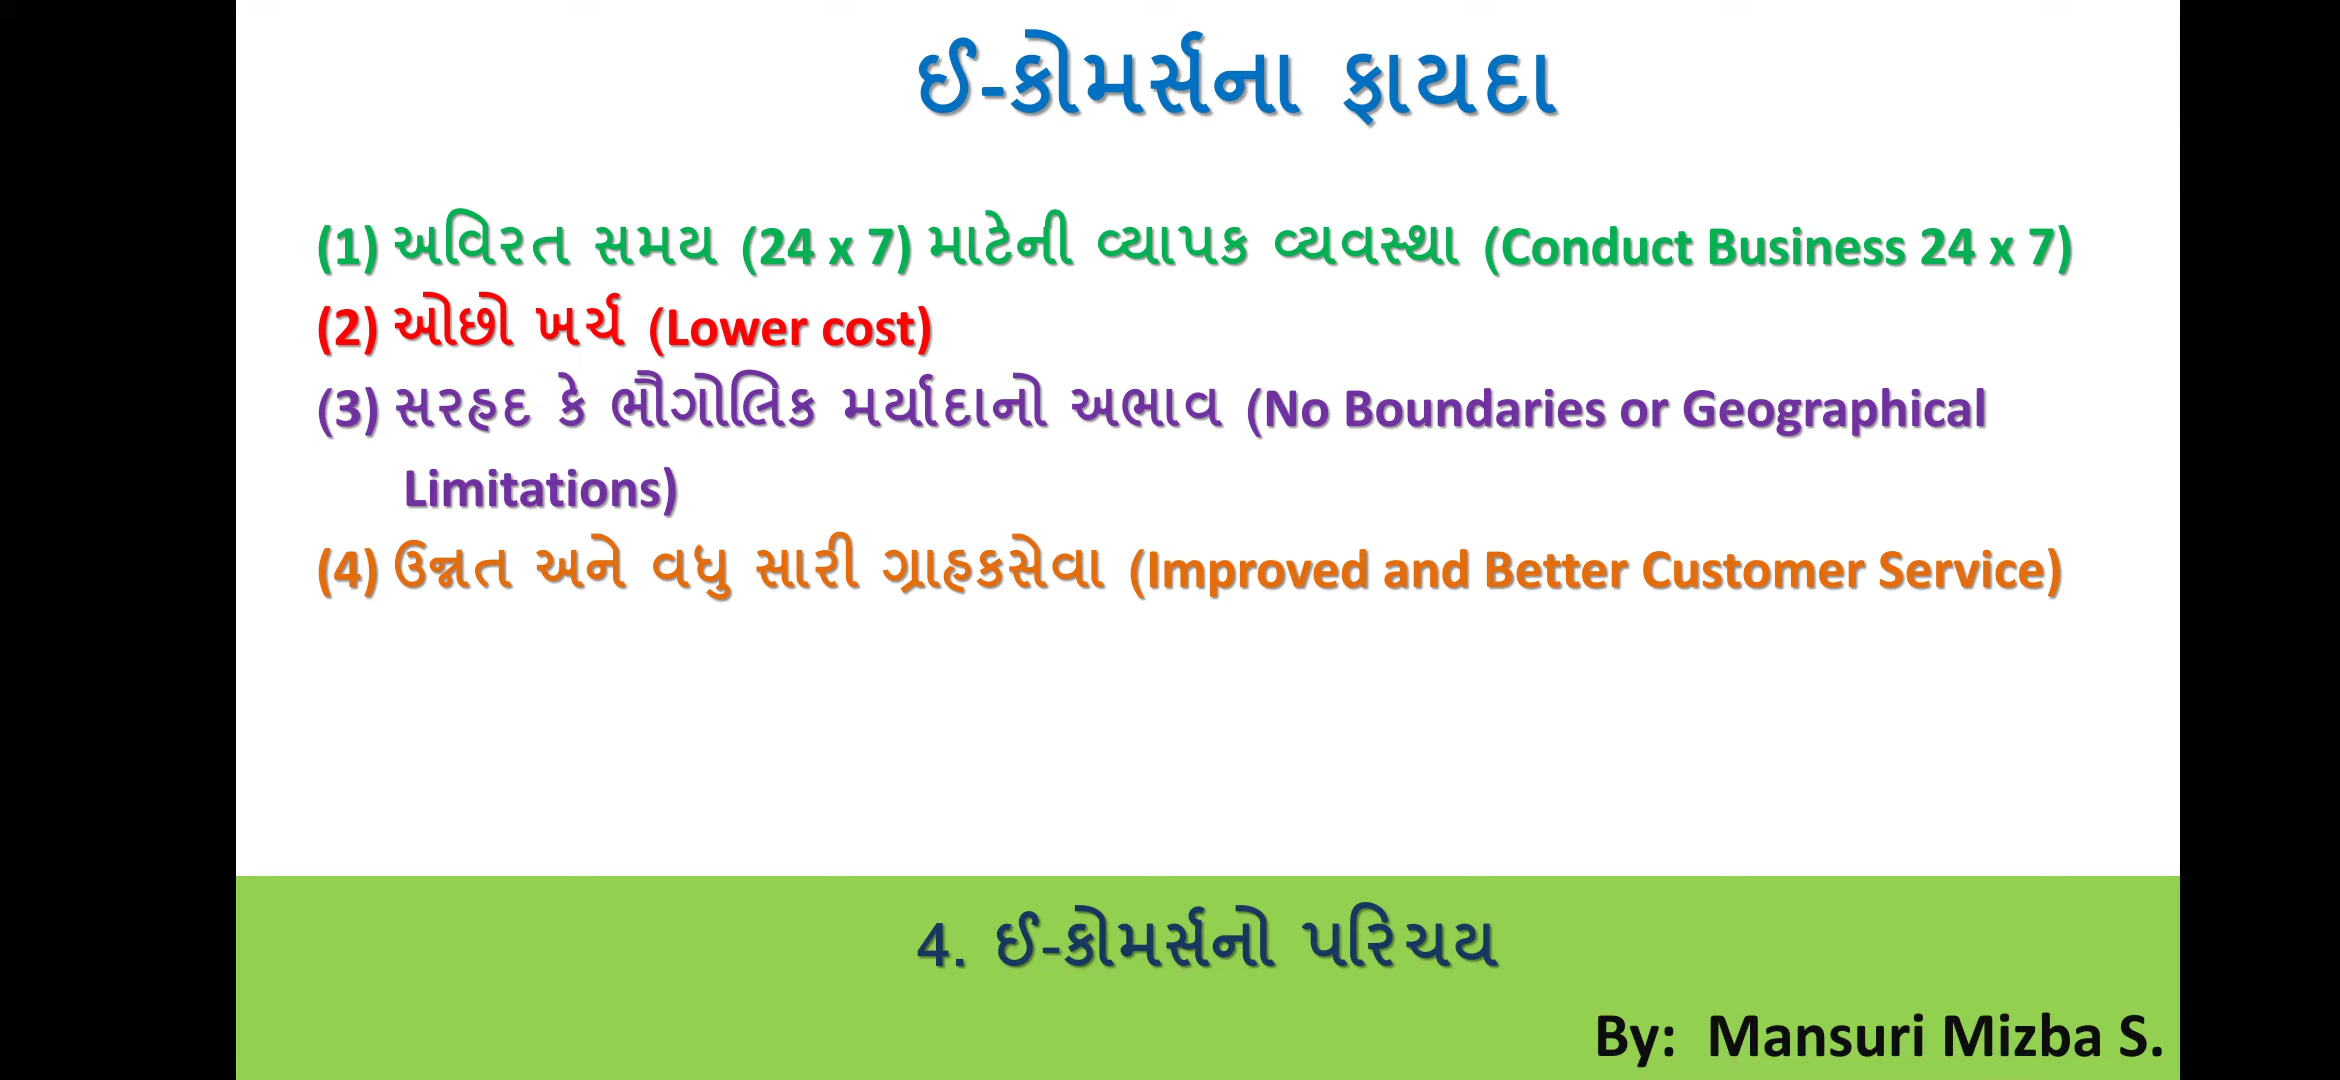 ઈ-કોમર્સના ફાયદા
(1) અવિરત સમય (24 x 7) માટેની વ્યાપક વ્યવસ્થા (Conduct Business 24 x 7)
(2) ઓછો ખર્ચ (Lower cost)
(3) સરહદ કે ભૌગોલિક મર્યાદાનો અભાવ (No Boundaries or Geographical
Limitations)
(4) ઉન્નત અને વધુ સારી ગ્રાહકસેવા (Improved and Better Customer Service)
4. ઈ-કોમર્સનો પરિચય
By: Mansuri Mizba S.